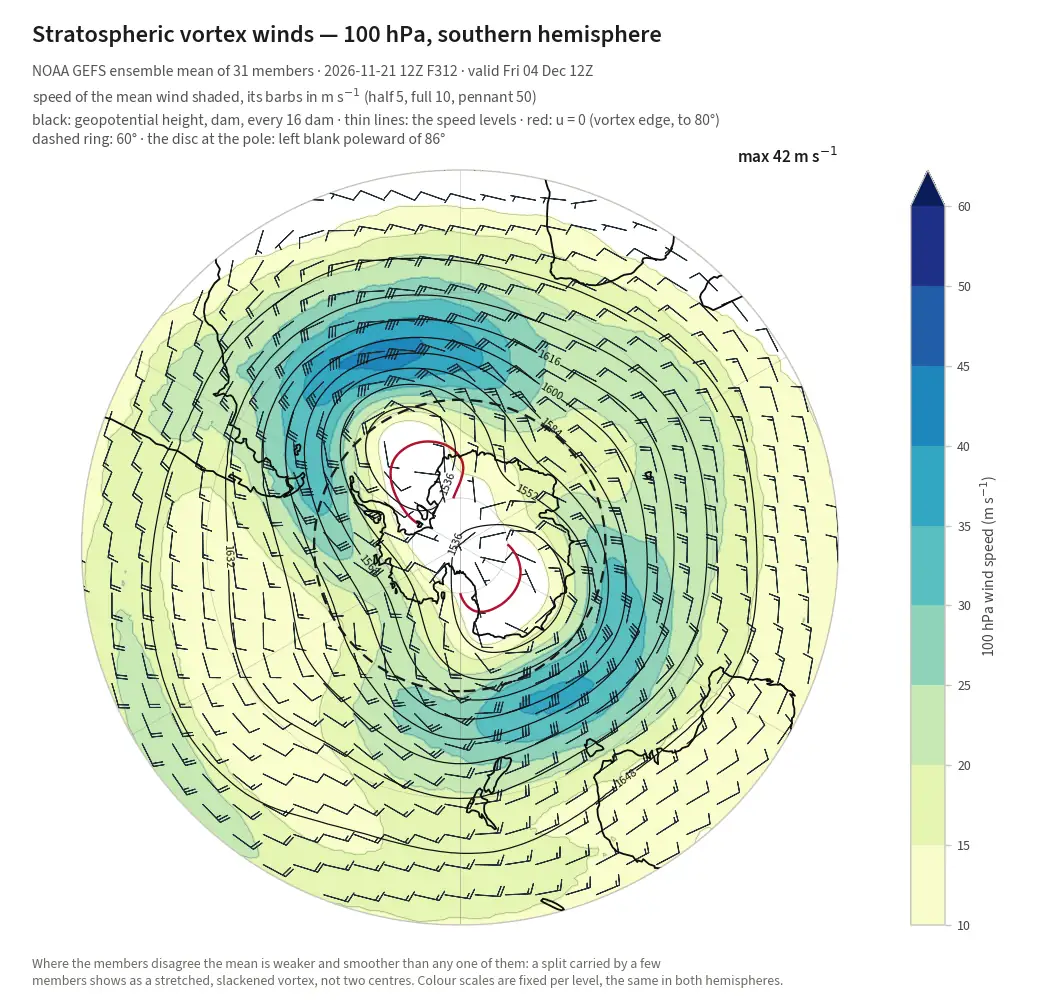 Stratospheric vortex winds — 100 hPa, southern hemisphere
NOAA GEFS ensemble mean of 31 members · 2026-11-21 12Z F312 · valid Fri 04 Dec 12Z
speed of the mean wind shaded, its barbs in m s⁻¹ (half 5, full 10, pennant 50)
black: geopotential height, dam, every 16 dam · thin lines: the speed levels · red: u = 0 (vortex edge, to 80°)
dashed ring: 60° · the disc at the pole: left blank poleward of 86°
max 42 m s⁻¹
60
50
45
40
35
30
25
20
15
10
100 hPa wind speed (m s⁻¹)
1616
1600
1584
1552
1536
1536
1632
1648
Where the members disagree the mean is weaker and smoother than any one of them: a split carried by a few
members shows as a stretched, slackened vortex, not two centres. Colour scales are fixed per level, the same in both hemispheres.